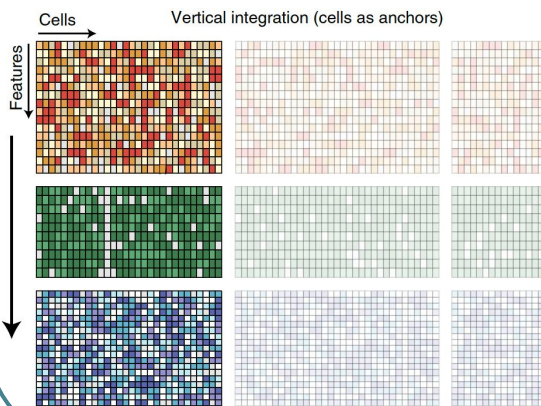 Vertical integration (cells as anchors)
Cells
Features